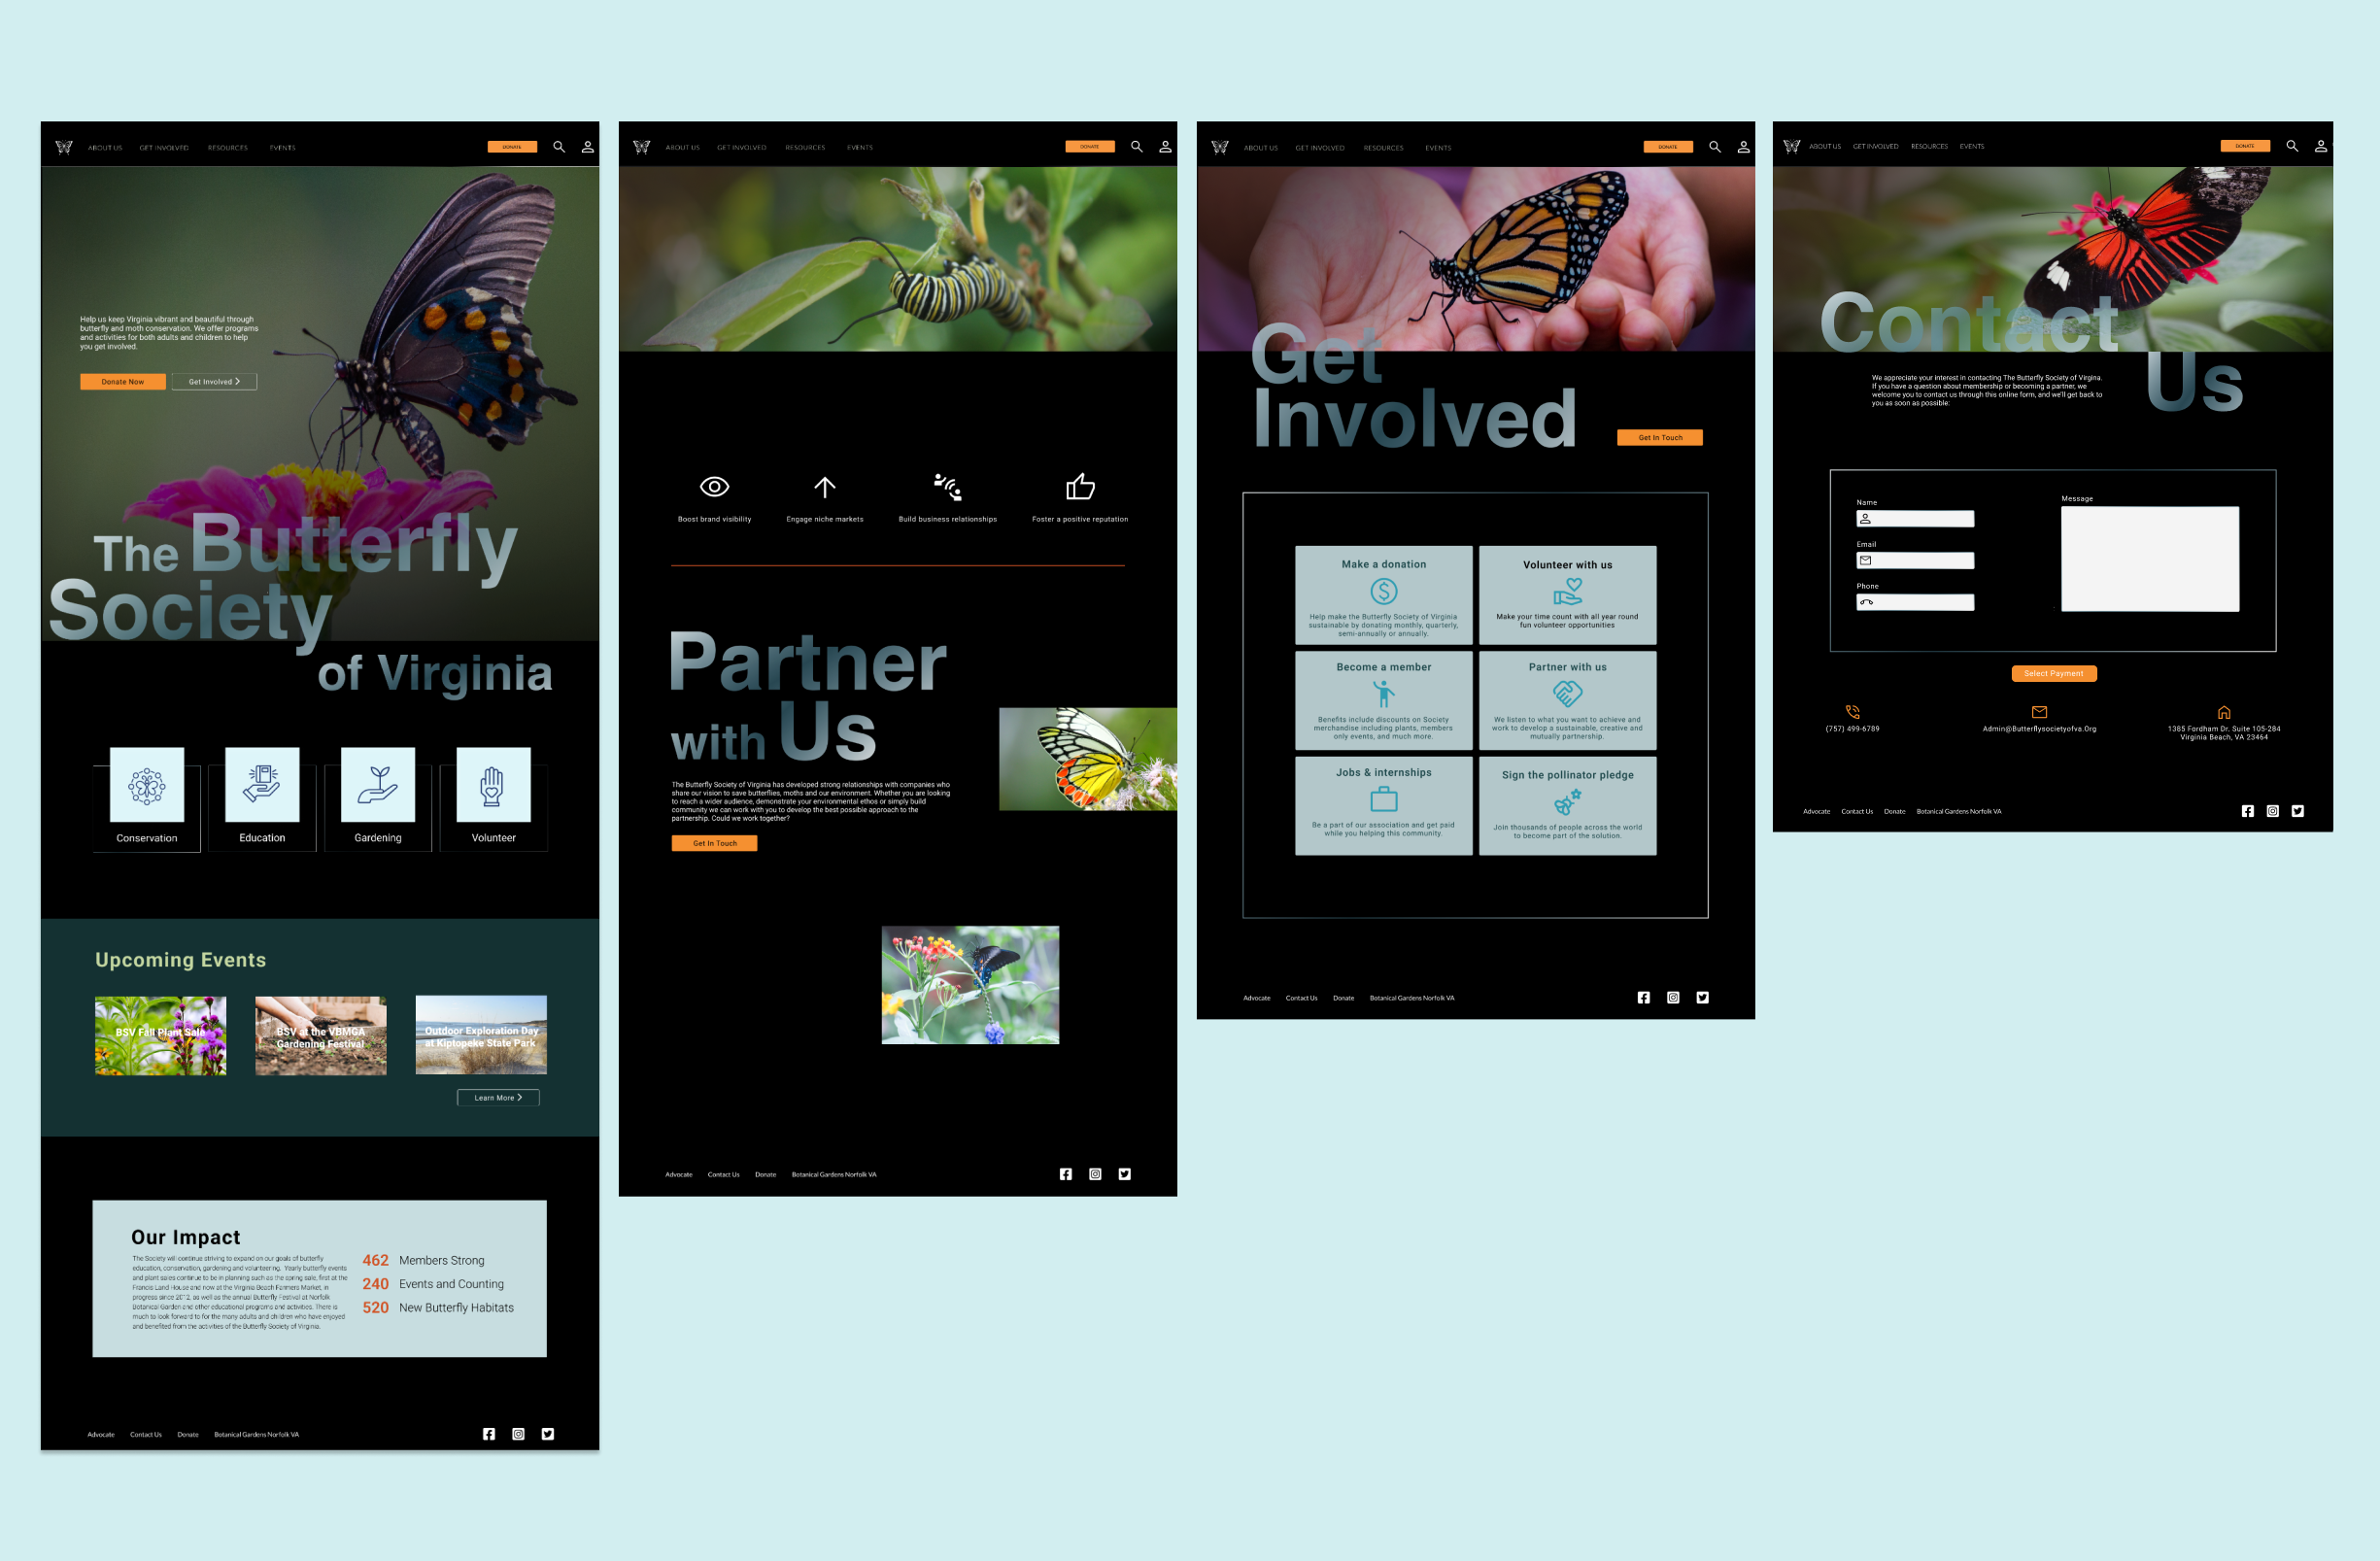 ABOUT US GET INVOLVED RESOURCES EVENTS DONATE
Help us keep Virginia vibrant and beautiful through
butterfly and moth conservation. We offer programs
and activities for both adults and children to help
you get involved.
Donate Now Get Involved
The Butterfly
Society
of Virginia
Conservation Education Gardening Volunteer
Upcoming Events
BSV Fall Plant Sale
BSV at the VBMGA
Gardening Festival
Outdoor Exploration Day
at Kiptopeke State Park
Learn More
Our Impact
The Society will continue striving to expand on our goals of butterfly
education, conservation, gardening and volunteering. Yearly butterfly events
and plant sales continue to be in planning such as the spring sale, first at the
Francis Land House and now at the Virginia Beach Farmers Market, in
progress since 2012, as well as the annual Butterfly Festival at Norfolk
Botanical Garden and other educational programs and activities. There is
much to look forward to for the many adults and children who have enjoyed
and benefited from the activities of the Butterfly Society of Virginia.
462 Members Strong
240 Events and Counting
520 New Butterfly Habitats
Advocate Contact Us Donate Botanical Gardens Norfolk VA
ABOUT US GET INVOLVED RESOURCES EVENTS DONATE
Boost brand visibility Engage niche markets Build business relationships Foster a positive reputation
Partner
with Us
The Butterfly Society of Virginia has developed strong relationships with companies who
share our vision to save butterflies, moths and our environment. Whether you are looking
to reach a wider audience, demonstrate your environmental ethos or simply build
community we can work with you to develop the best possible approach to the
partnership. Could we work together?
Get In Touch
Advocate Contact Us Donate Botanical Gardens Norfolk VA
ABOUT US GET INVOLVED RESOURCES EVENTS DONATE
Get
Involved
Get In Touch
Make a donation
Help make the Butterfly Society of Virginia
sustainable by donating monthly, quarterly,
semi-annually or annually.
Volunteer with us
Make your time count with all year round
fun volunteer opportunities
Become a member
Benefits include discounts on Society
merchandise including plants, members
only events, and much more.
Partner with us
We listen to what you want to achieve and
work to develop a sustainable, creative and
mutually partnership.
Jobs & internships
Be a part of our association and get paid
while you helping this community.
Sign the pollinator pledge
Join thousands of people across the world
to become part of the solution.
Advocate Contact Us Donate Botanical Gardens Norfolk VA
ABOUT US GET INVOLVED RESOURCES EVENTS DONATE
Contact
Us
We appreciate your interest in contacting The Butterfly Society of Virgina.
If you have a question about membership or becoming a partner, we
welcome you to contact us through this online form, and we'll get back to
you as soon as possible:
Name
Email
Phone
Message
Select Payment
(757) 499-6789
Admin@Butterflysocietyofva.Org
1385 Fordham Dr. Suite 105-284
Virginia Beach, VA 23464
Advocate Contact Us Donate Botanical Gardens Norfolk VA